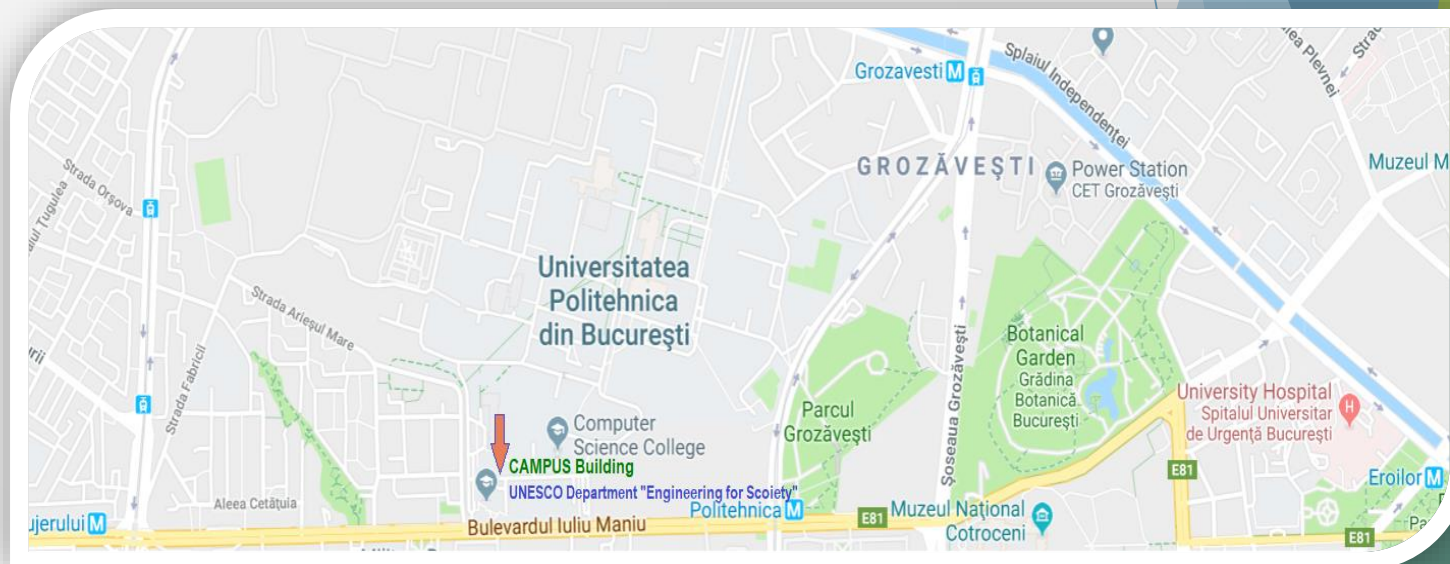 Grozavesti M
Splaiul Independenței
Plevnei
GROZĂVEȘTI
Power Station
CET Grozăvești
Muzeul M
Strada Orșova
Tugulea
Universitatea
Politehnica
din București
Strada Arieșul Mare
Strada Fabricii
Botanical
Garden
Grădina
Botanică
București
Șoseaua Grozăvești
University Hospital
Spitalul Universitar
de Urgență București
H
Parcul
Grozăvești
Computer
Science College
CAMPUS Building
UNESCO Department "Engineering for Scoiety"
Politehnica M
E81
Eroilor M
Aleea Cetățuia
ujerului M
Bulevardul Iuliu Maniu
E81
Muzeul Național
Cotroceni
E81